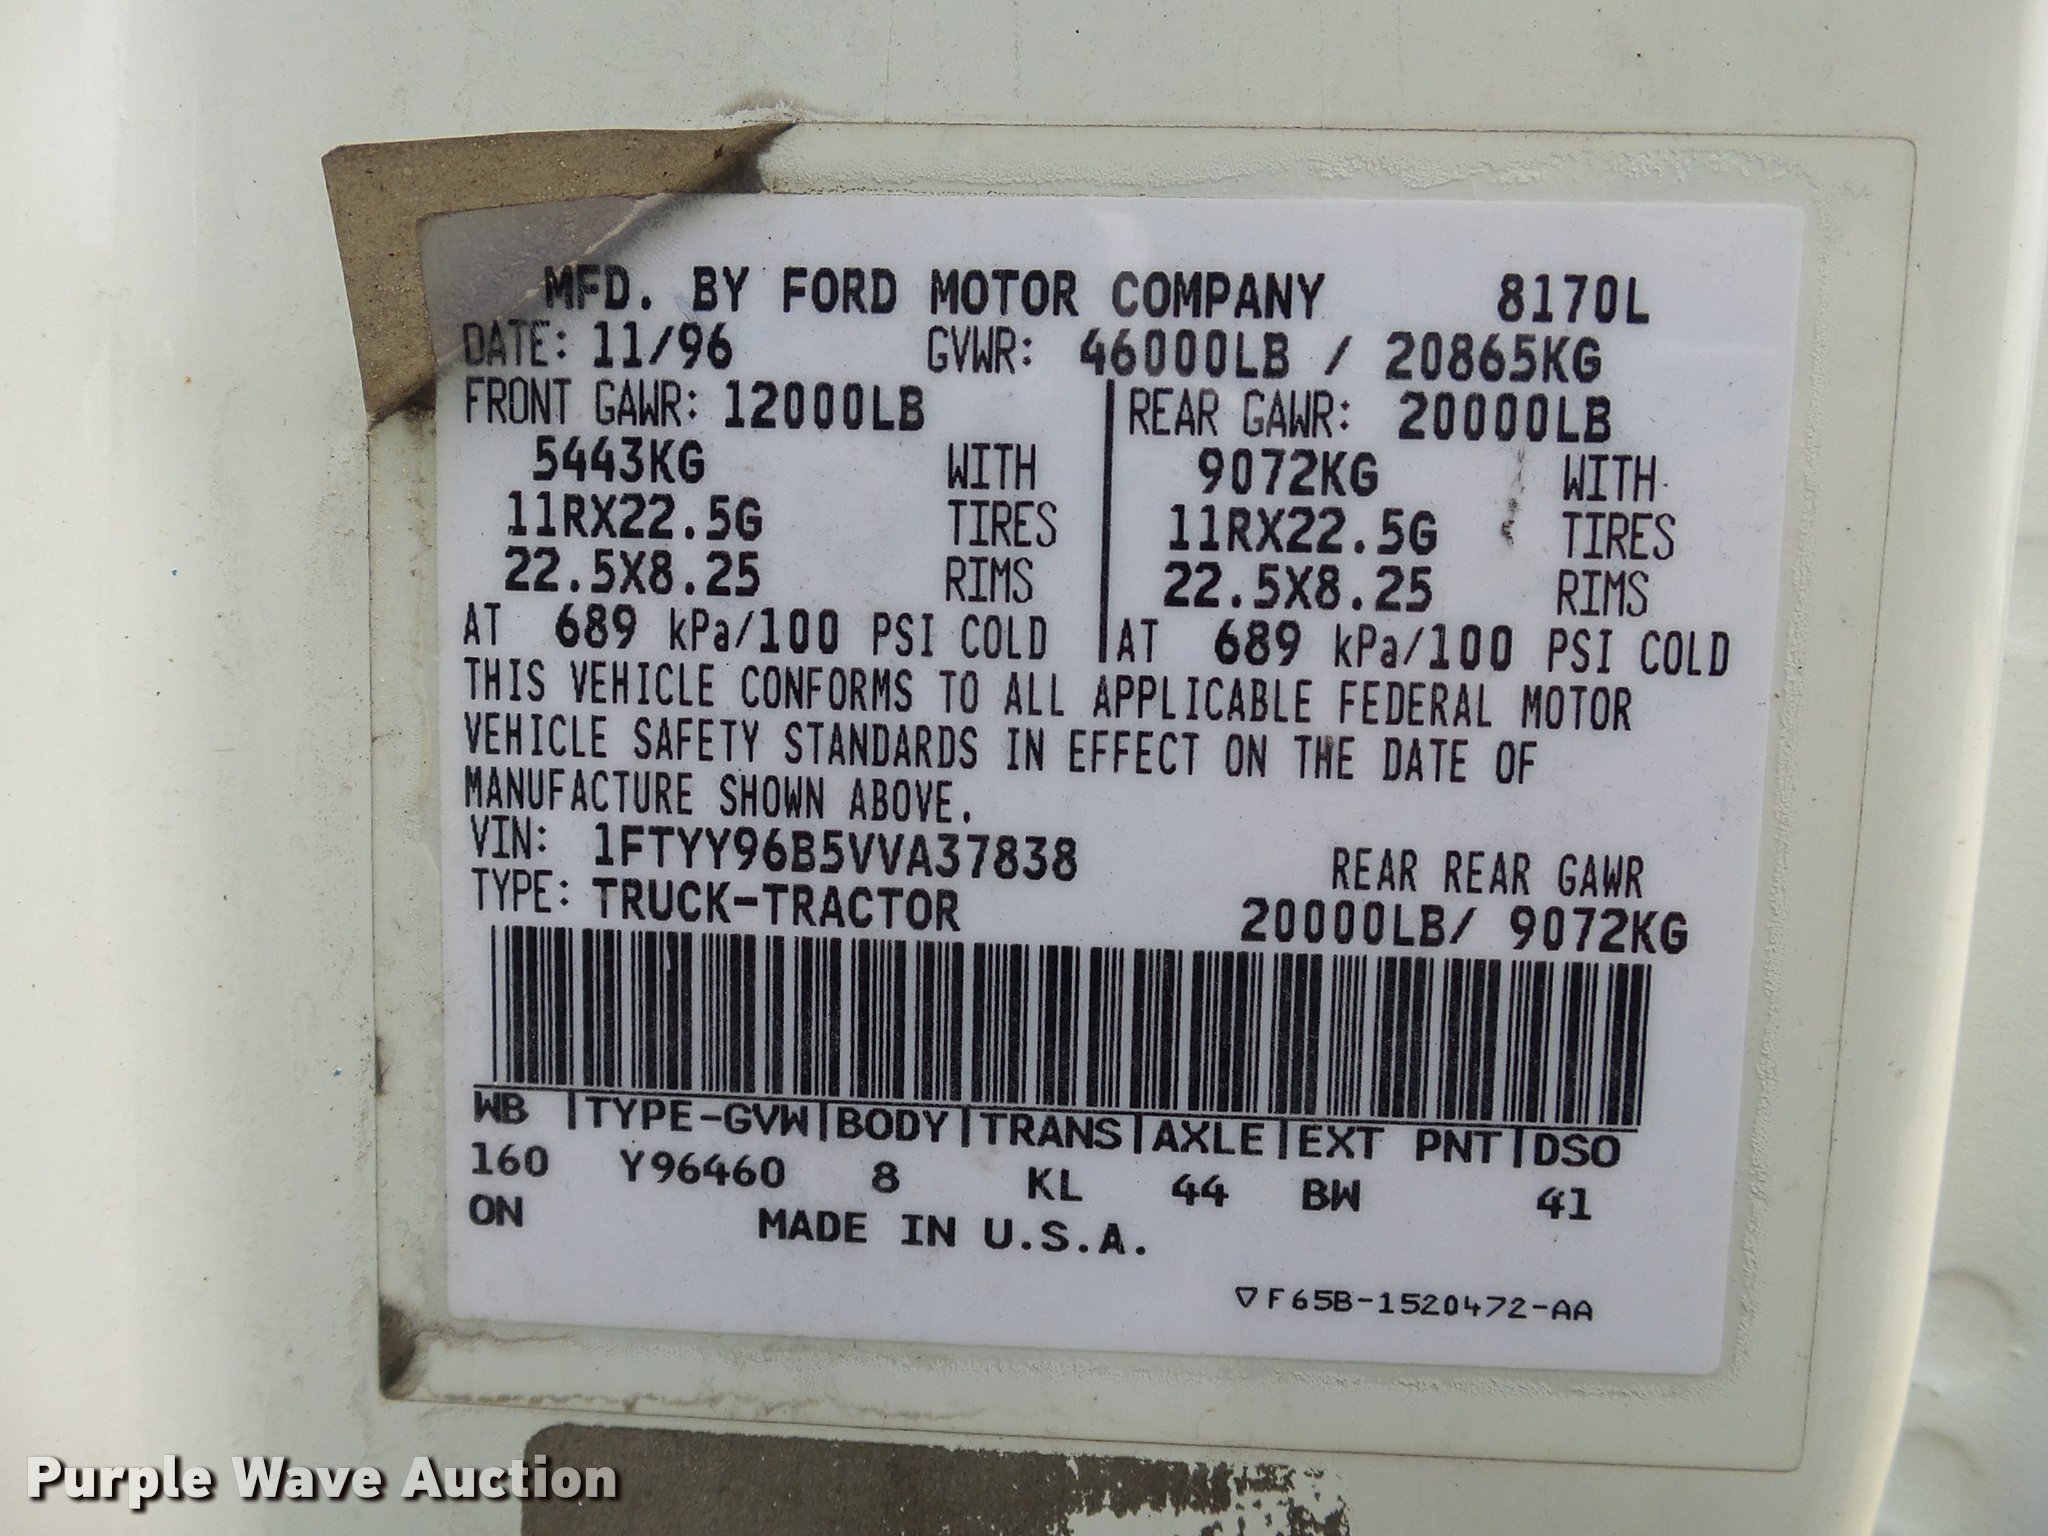 MFD. BY FORD MOTOR COMPANY 8170L
DATE: 11/96 GVWR: 46000LB / 20865KG
FRONT GAWR: 12000LB REAR GAWR: 20000LB
5443KG WITH 9072KG WITH
11RX22.5G TIRES 11RX22.5G TIRES
22.5X8.25 RIMS 22.5X8.25 RIMS
AT 689 kPa/100 PSI COLD AT 689 kPa/100 PSI COLD
THIS VEHICLE CONFORMS TO ALL APPLICABLE FEDERAL MOTOR
VEHICLE SAFETY STANDARDS IN EFFECT ON THE DATE OF
MANUFACTURE SHOWN ABOVE.
VIN: 1FTYY96B5VVA37838 REAR REAR GAWR
TYPE: TRUCK-TRACTOR 20000LB/ 9072KG
WB |TYPE-GVW|BODY|TRANS|AXLE|EXT PNT|DSO
160 Y96460 8 KL 44 BW 41
ON MADE IN U.S.A.
▽F65B-1520472-AA
Purple Wave Auction